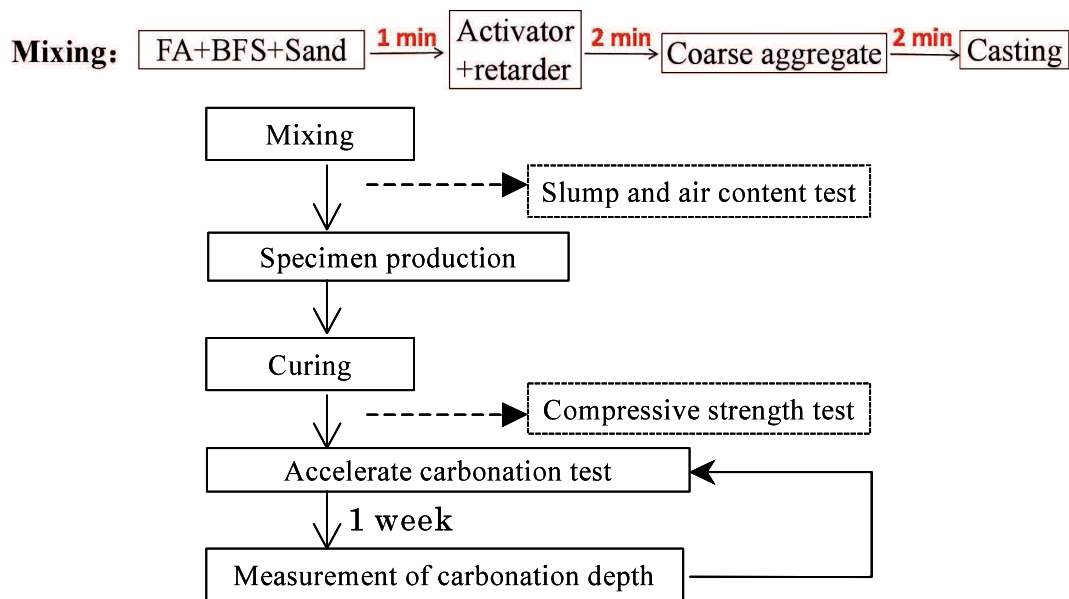 Mixing: FA+BFS+Sand 1 min Activator +retarder 2 min Coarse aggregate 2 min Casting
Mixing
Slump and air content test
Specimen production
Curing
Compressive strength test
Accelerate carbonation test
1 week
Measurement of carbonation depth